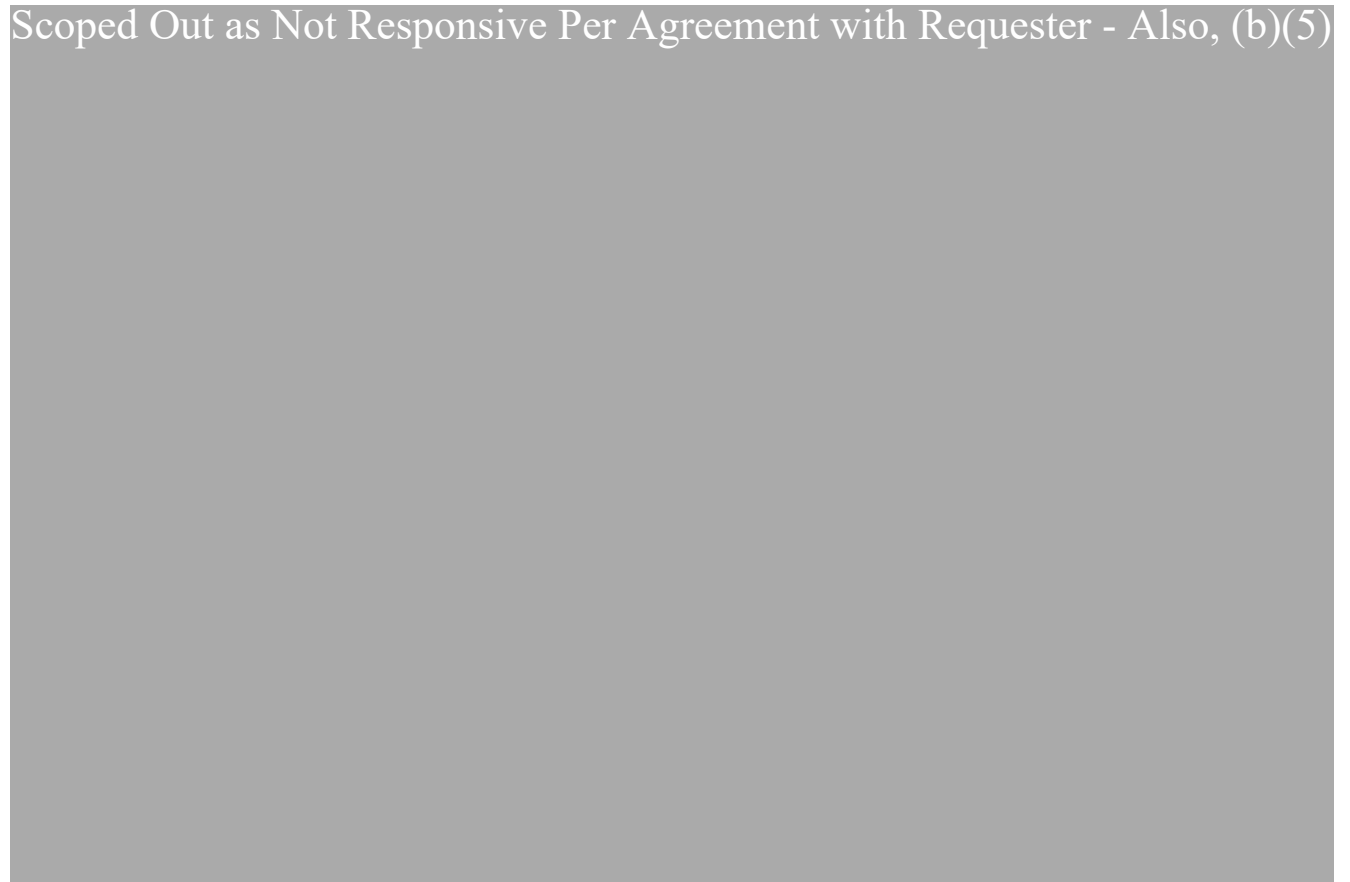 Scoped Out as Not Responsive Per Agreement with Requester - Also, (b)(5)